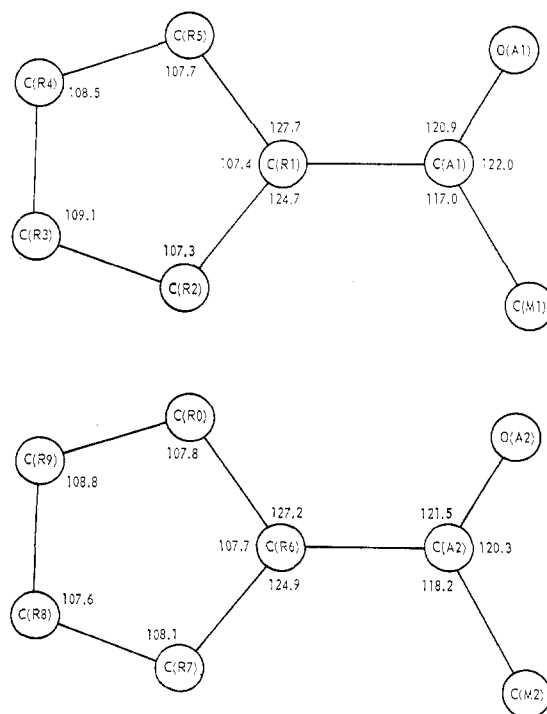 C(R5)
O(A1)
C(R4)
107.7
108.5
127.7
120.9
107.4
C(R1)
C(A1)
122.0
124.7
117.0
109.1
C(R3)
107.3
C(R2)
C(M1)
C(R0)
O(A2)
107.8
C(R9)
108.8
127.2
121.5
107.7
C(R6)
C(A2)
120.3
124.9
118.2
107.6
C(R8)
108.1
C(R7)
C(M2)